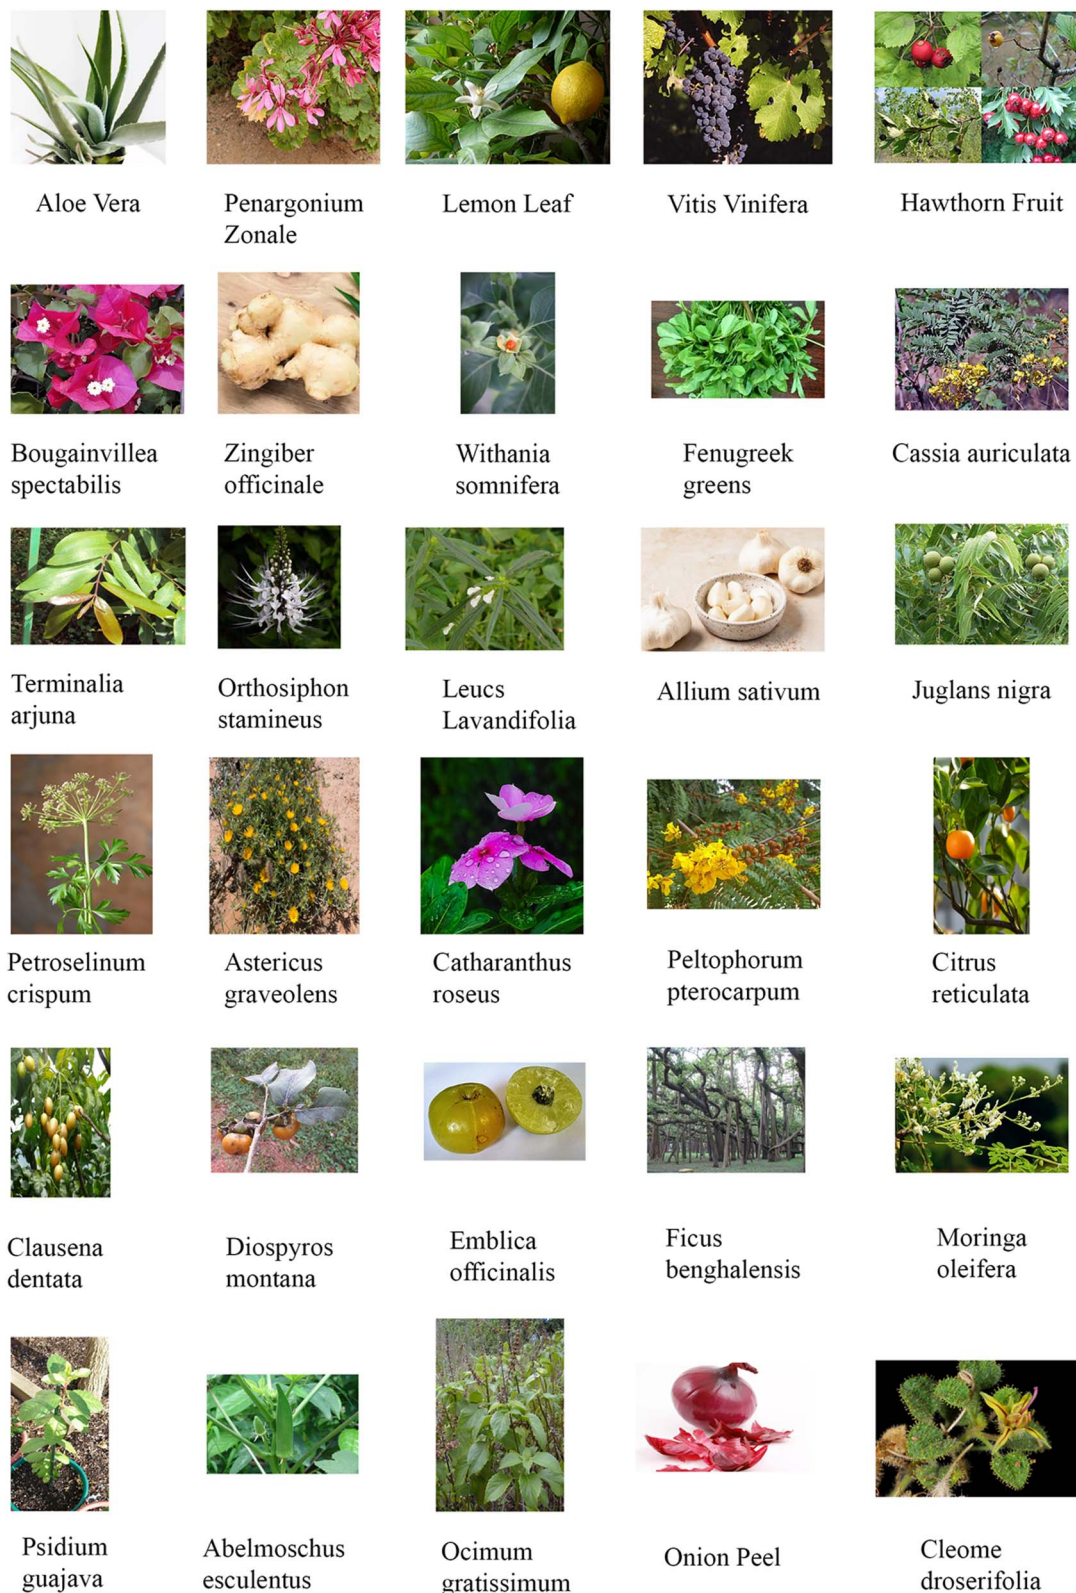 Aloe Vera
Penargonium
Zonale
Lemon Leaf
Vitis Vinifera
Hawthorn Fruit
Bougainvillea
spectabilis
Zingiber
officinale
Withania
somnifera
Fenugreek
greens
Cassia auriculata
Terminalia
arjuna
Orthosiphon
stamineus
Leucs
Lavandifolia
Allium sativum
Juglans nigra
Petroselinum
crispum
Astericus
graveolens
Catharanthus
roseus
Peltophorum
pterocarpum
Citrus
reticulata
Clausena
dentata
Diospyros
montana
Emblica
officinalis
Ficus
benghalensis
Moringa
oleifera
Psidium
guajava
Abelmoschus
esculentus
Ocimum
gratissimum
Onion Peel
Cleome
droserifolia